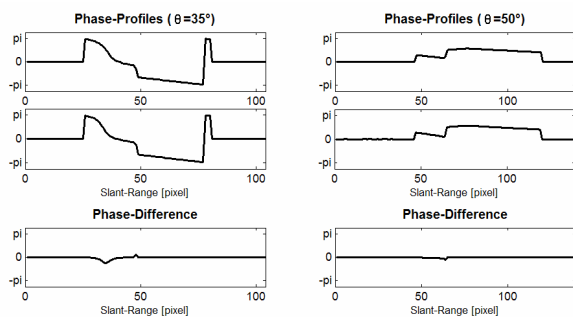 Phase-Profiles ( θ=35°)
pi
0
-pi
0 50 100
pi
0
-pi
0 50 100
Slant-Range [pixel]
Phase-Difference
pi
0
-pi
0 50 100
Slant-Range [pixel]
Phase-Profiles ( θ=50°)
pi
0
-pi
0 50 100
pi
0
-pi
0 50 100
Slant-Range [pixel]
Phase-Difference
pi
0
-pi
0 50 100
Slant-Range [pixel]